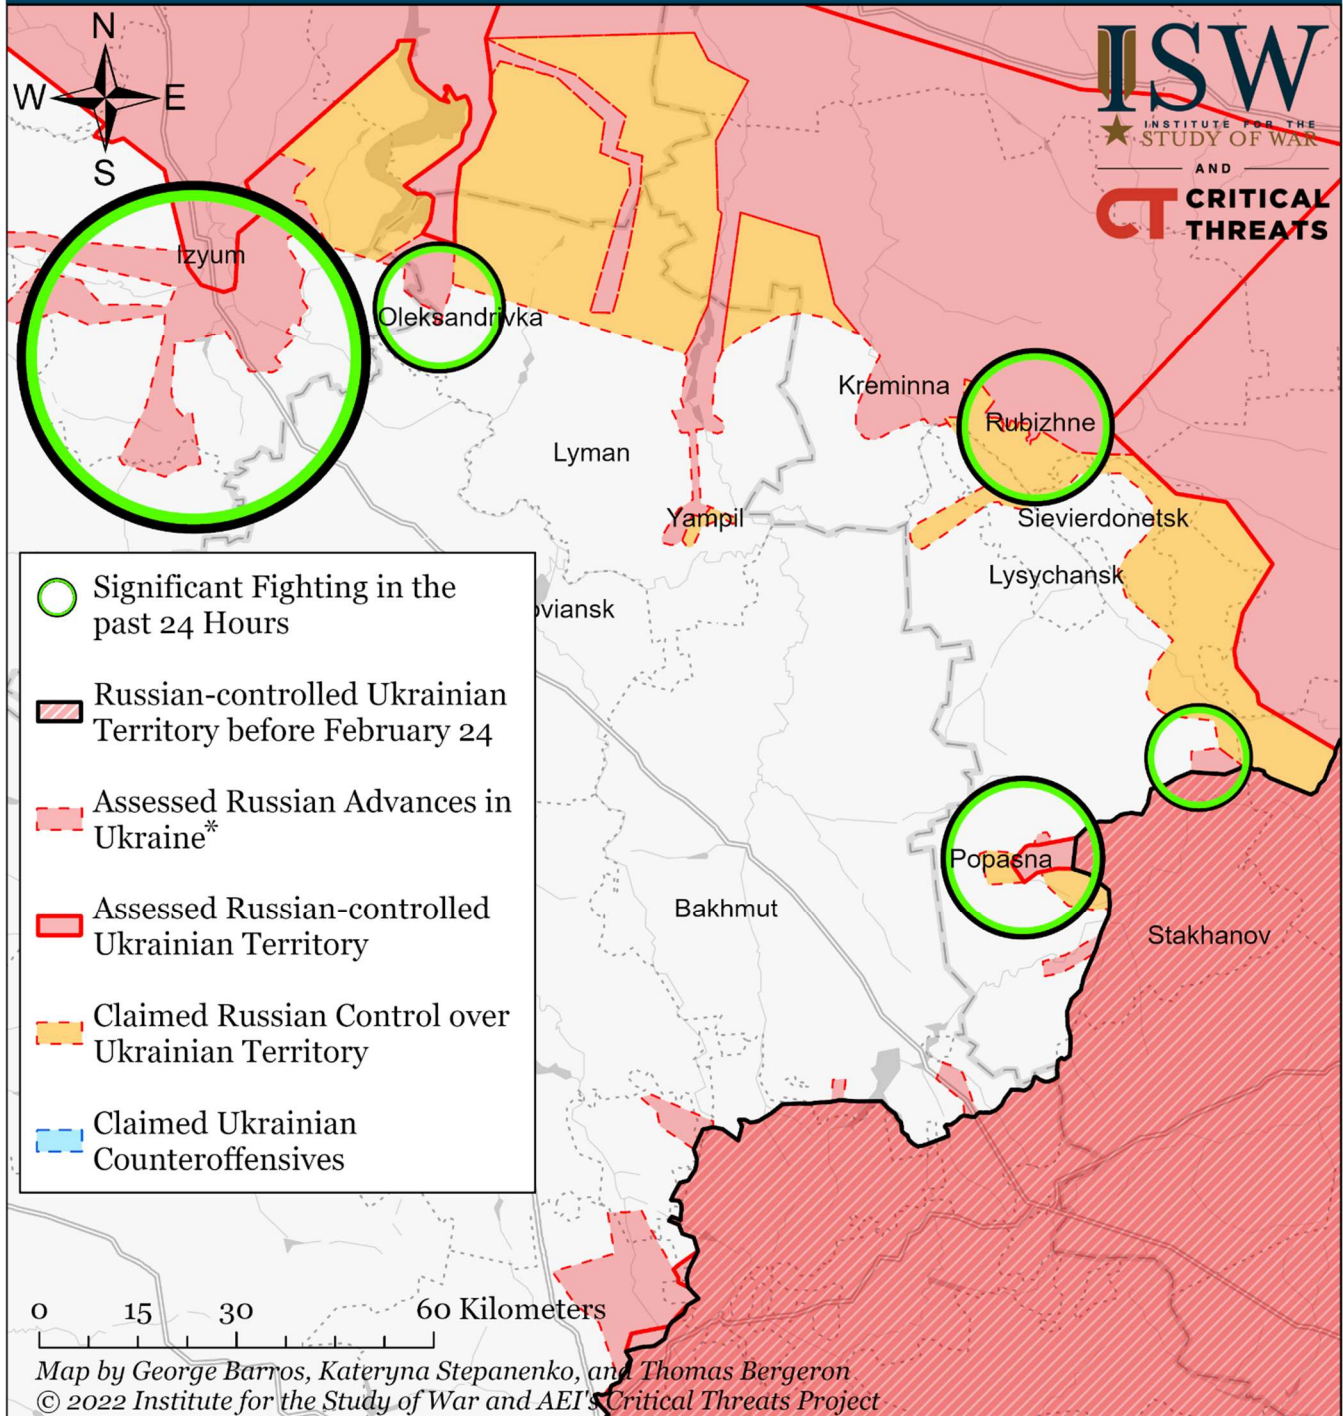 N
W E
S
ISW
INSTITUTE FOR THE
STUDY OF WAR
AND
CT CRITICAL
THREATS
Izyum
Oleksandrivka
Kreminna
Rubizhne
Lyman
Yampil
Sievierdonetsk
Lysychansk
oviansk
Popasna
Bakhmut
Stakhanov
Significant Fighting in the
past 24 Hours
Russian-controlled Ukrainian
Territory before February 24
Assessed Russian Advances in
Ukraine*
Assessed Russian-controlled
Ukrainian Territory
Claimed Russian Control over
Ukrainian Territory
Claimed Ukrainian
Counteroffensives
0 15 30 60 Kilometers
Map by George Barros, Kateryna Stepanenko, and Thomas Bergeron
© 2022 Institute for the Study of War and AEI's Critical Threats Project